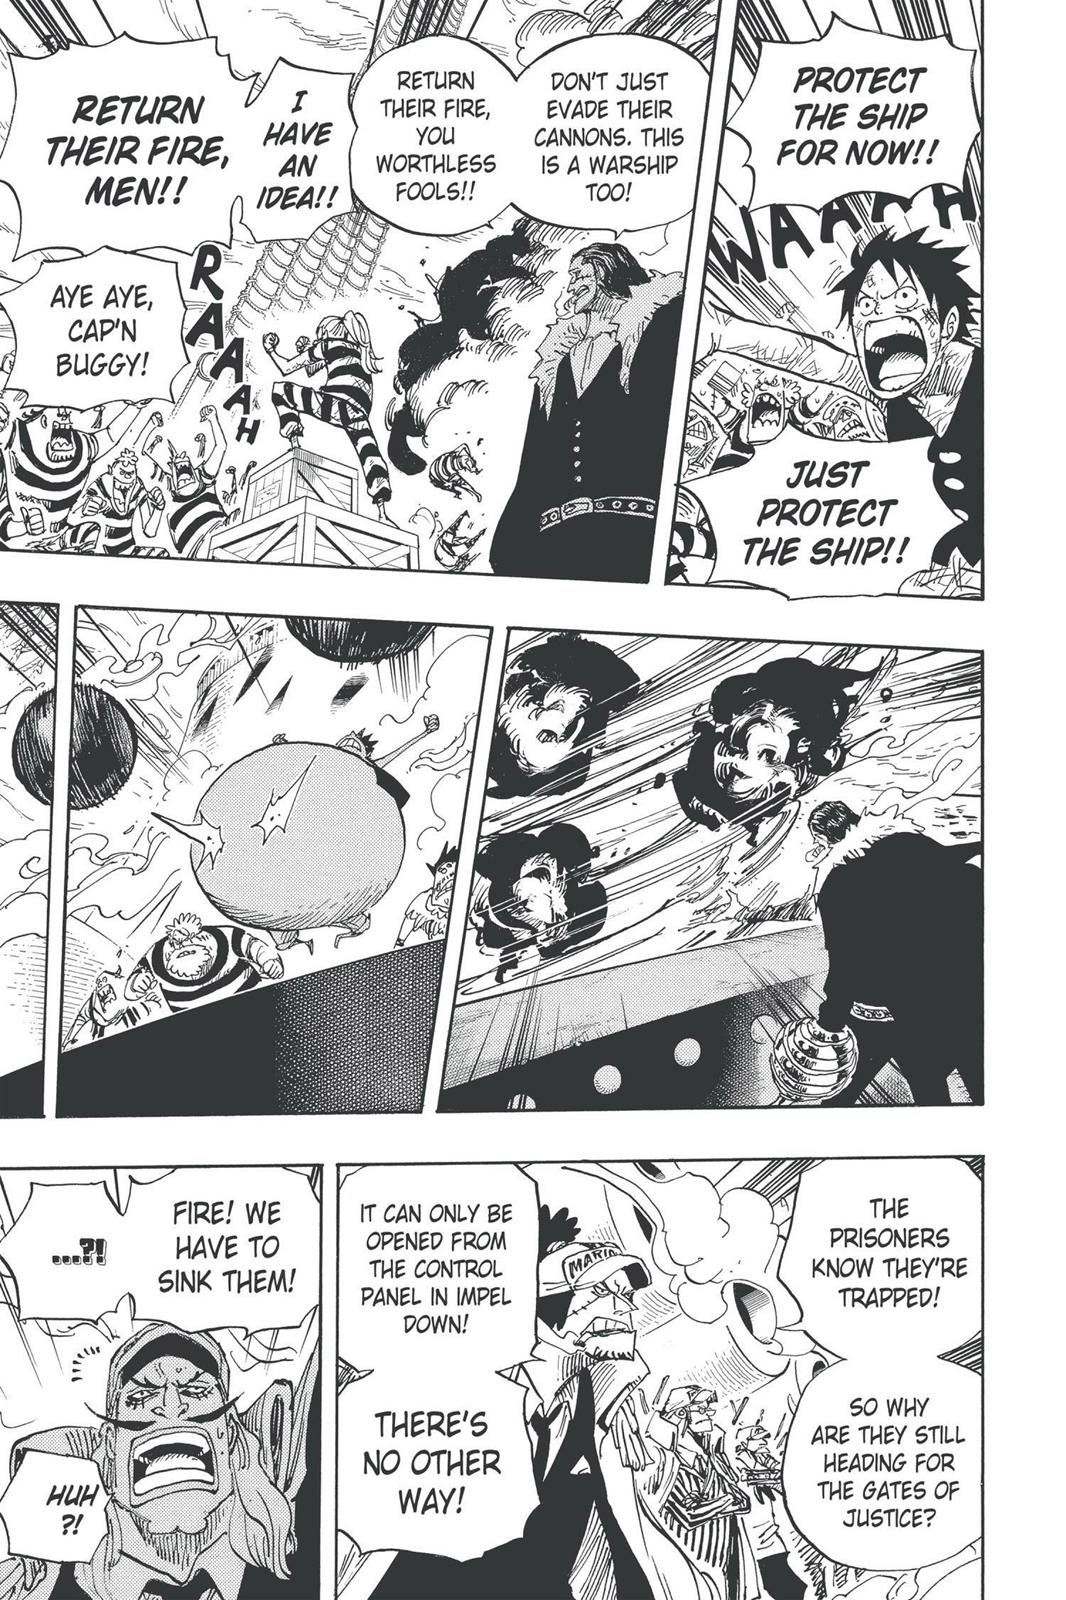 PROTECT
THE SHIP
FOR NOW!!
WAAAHH
JUST
PROTECT
THE SHIP!!
DON'T JUST
EVADE THEIR
CANNONS. THIS
IS A WARSHIP
TOO!
RETURN
THEIR FIRE,
YOU
WORTHLESS
FOOLS!!
I
HAVE
AN
IDEA!!
RETURN
THEIR FIRE,
MEN!!
RAAAAH
AYE AYE,
CAP'N
BUGGY!
THE
PRISONERS
KNOW THEY'RE
TRAPPED!
SO WHY
ARE THEY STILL
HEADING FOR
THE GATES OF
JUSTICE?
MARIN
IT CAN ONLY BE
OPENED FROM
THE CONTROL
PANEL IN IMPEL
DOWN!
THERE'S
NO OTHER
WAY!
FIRE! WE
HAVE TO
SINK THEM!
....?!
HUH
?!